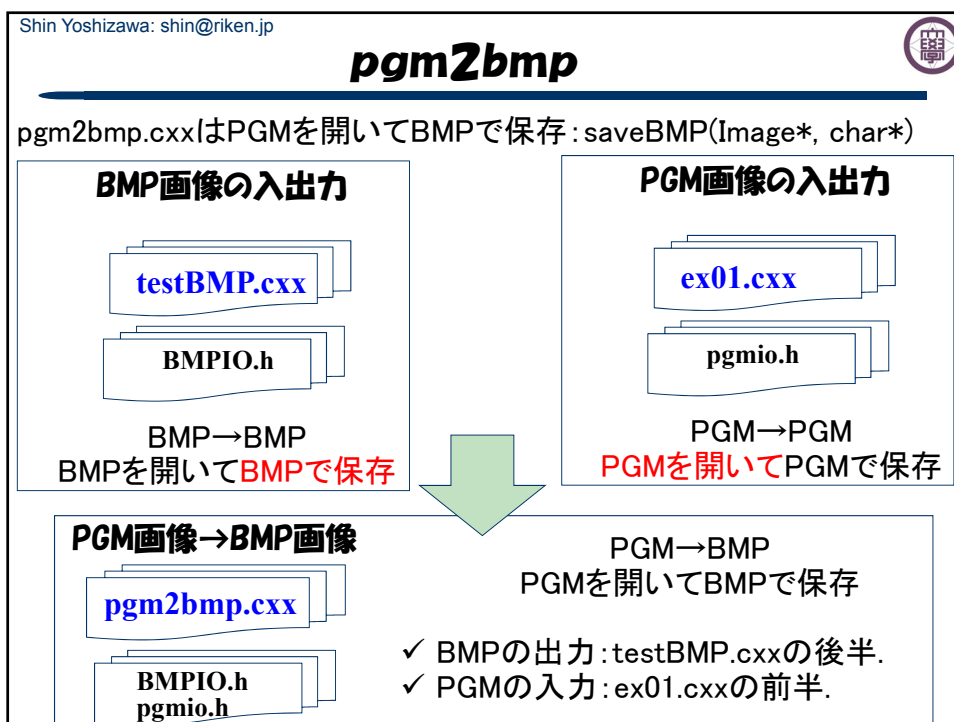 Shin Yoshizawa: shin@riken.jp
pgm2bmp
pgm2bmp.cxxはPGMを開いてBMPで保存:saveBMP(Image*, char*)
BMP画像の入出力
testBMP.cxx
BMPIO.h
BMP→BMP
BMPを開いてBMPで保存
PGM画像の入出力
ex01.cxx
pgmio.h
PGM→PGM
PGMを開いてPGMで保存
PGM画像→BMP画像
pgm2bmp.cxx
BMPIO.h
pgmio.h
PGM→BMP
PGMを開いてBMPで保存
✓ BMPの出力:testBMP.cxxの後半.
✓ PGMの入力:ex01.cxxの前半.